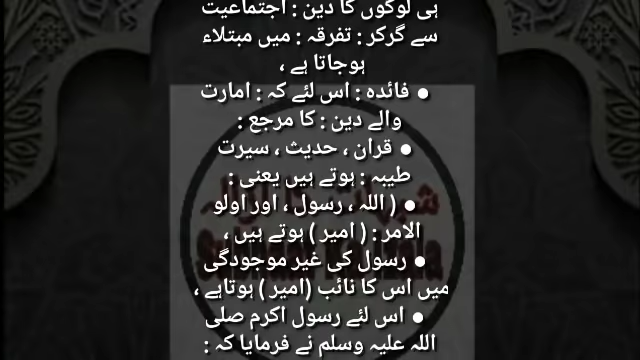 ہی لوگوں کا دین : اجتماعیت
سے گرکر : تفرقہ : میں مبتلاء
ہوجاتا ہے ،
● فائدہ : اس لئے کہ : امارت
والے دین : کا مرجع :
● قران ، حدیث ، سیرت
طیبہ : ہوتے ہیں یعنی :
● ( اللہ ، رسول ، اور اولو
الامر : ( امیر ) ہوتے ہیں ،
● رسول کی غیر موجودگی
میں اس کا نائب (امیر ) ہوتاہے ،
● اس لئے رسول اکرم صلی
اللہ علیہ وسلم نے فرمایا کہ :